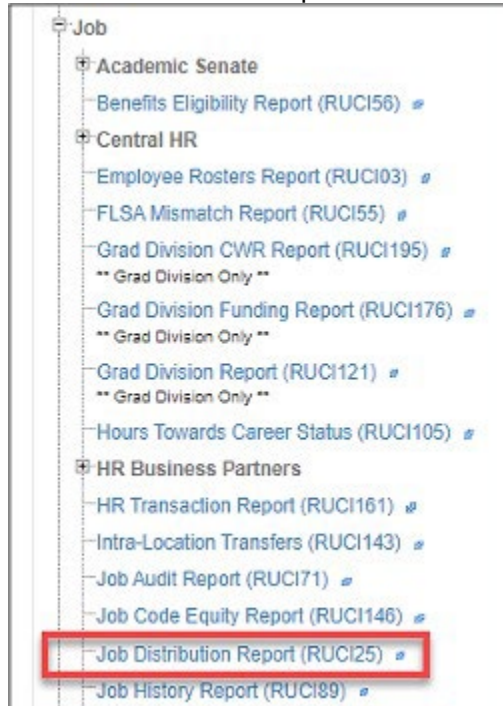 Job
Academic Senate
Benefits Eligibility Report (RUCI56)
Central HR
Employee Rosters Report (RUCI03)
FLSA Mismatch Report (RUCI55)
Grad Division CWR Report (RUCI195)
** Grad Division Only **
Grad Division Funding Report (RUCI176)
** Grad Division Only **
Grad Division Report (RUCI121)
** Grad Division Only **
Hours Towards Career Status (RUCI105)
HR Business Partners
HR Transaction Report (RUCI161)
Intra-Location Transfers (RUCI143)
Job Audit Report (RUCI71)
Job Code Equity Report (RUCI146)
Job Distribution Report (RUCI25)
Job History Report (RUCI89)